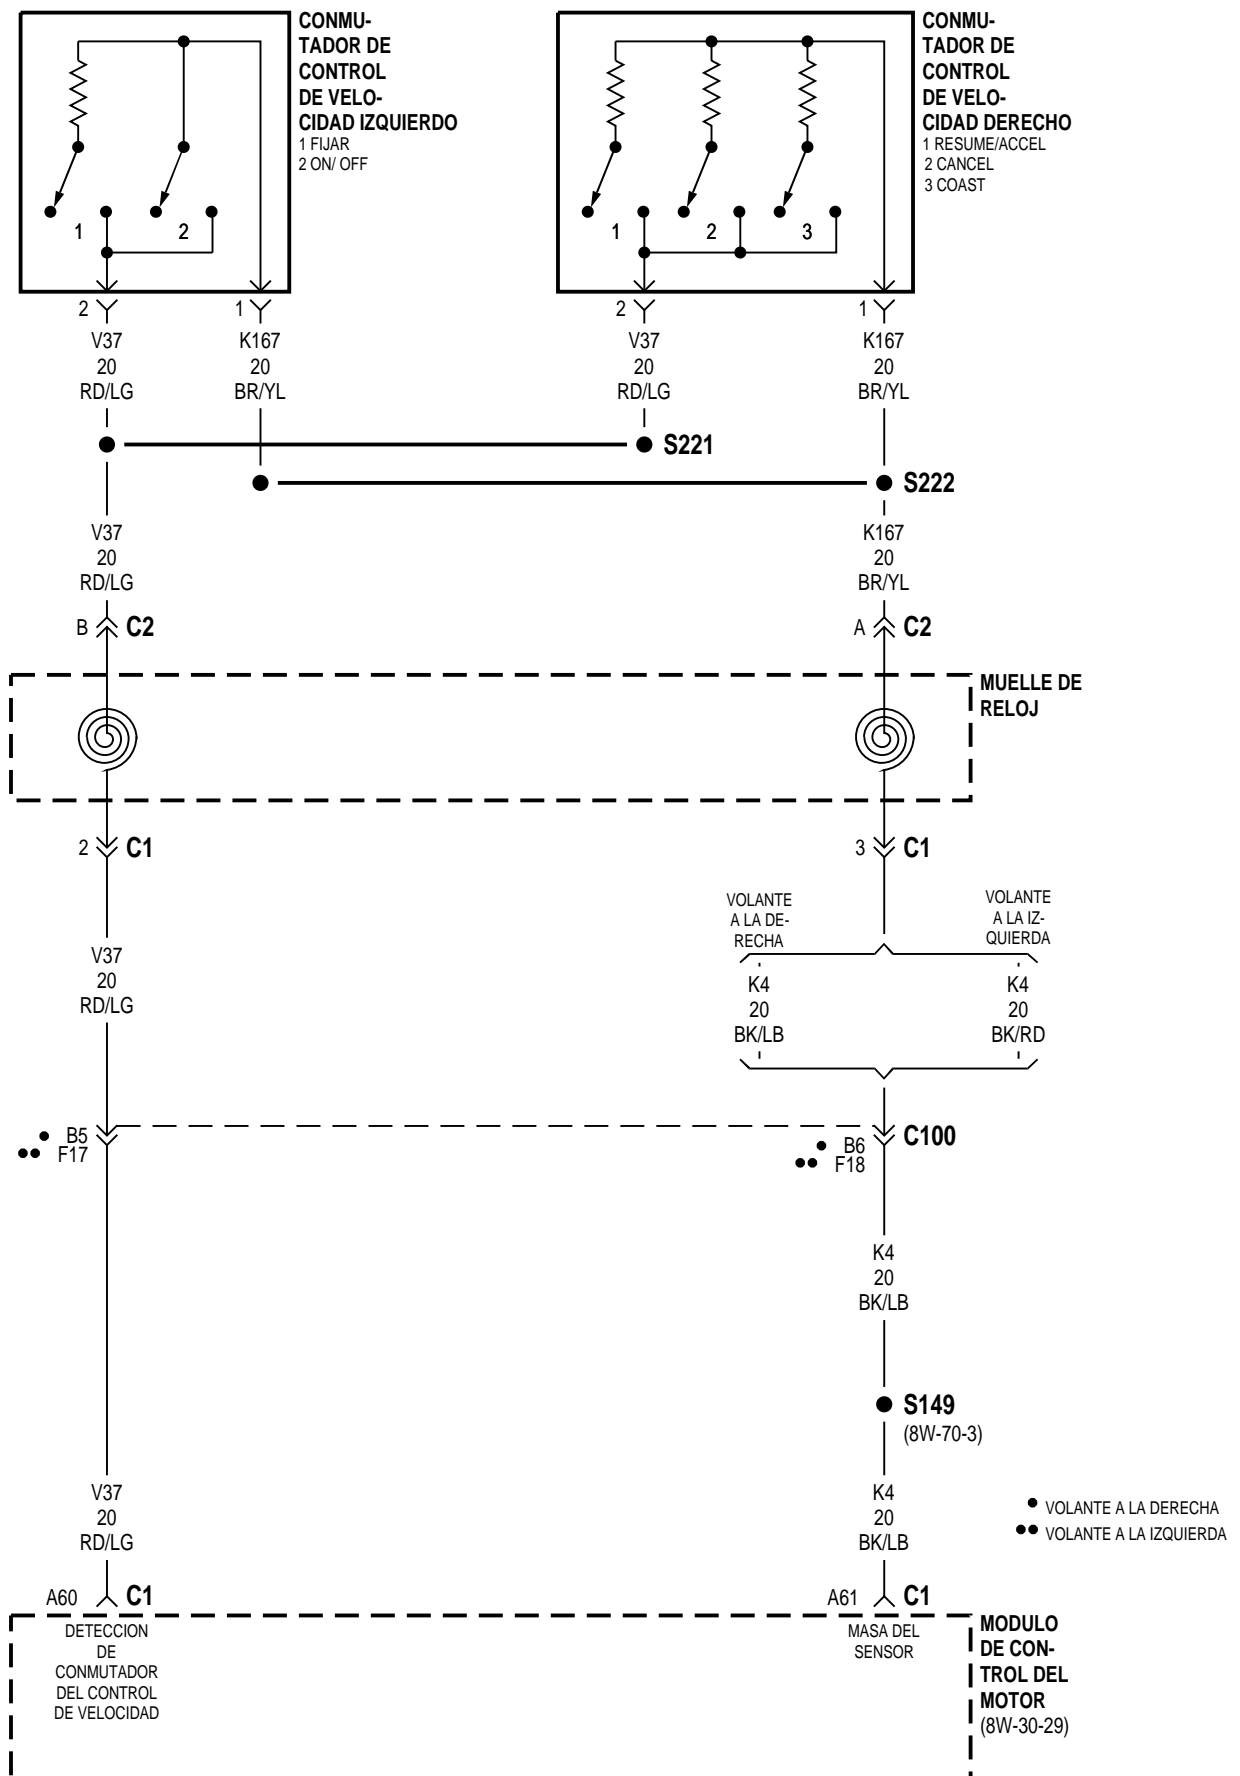 CONMU-
TADOR DE
CONTROL
DE VELO-
CIDAD IZQUIERDO
1 FIJAR
2 ON/ OFF
1
2
CONMU-
TADOR DE
CONTROL
DE VELO-
CIDAD DERECHO
1 RESUME/ACCEL
2 CANCEL
3 COAST
1
2
3
2
1
2
1
V37
20
RD/LG
K167
20
BR/YL
V37
20
RD/LG
K167
20
BR/YL
S221
S222
V37
20
RD/LG
K167
20
BR/YL
B
C2
A
C2
MUELLE DE
RELOJ
2
C1
3
C1
VOLANTE
A LA DE-
RECHA
VOLANTE
A LA IZ-
QUIERDA
V37
20
RD/LG
K4
20
BK/LB
K4
20
BK/RD
B5
F17
B6
F18
C100
K4
20
BK/LB
S149
(8W-70-3)
V37
20
RD/LG
K4
20
BK/LB
VOLANTE A LA DERECHA
VOLANTE A LA IZQUIERDA
A60
C1
A61
C1
DETECCION
DE
CONMUTADOR
DEL CONTROL
DE VELOCIDAD
MASA DEL
SENSOR
MODULO
DE CON-
TROL DEL
MOTOR
(8W-30-29)